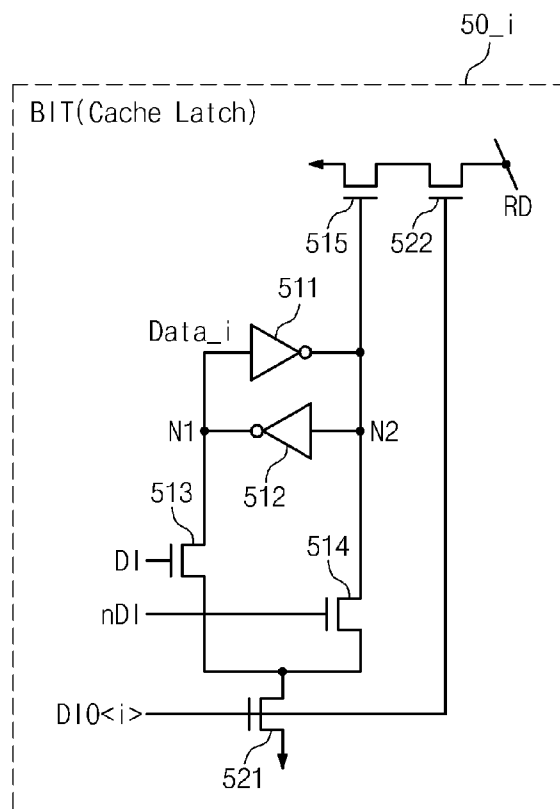 50_i
BIT(Cache Latch)
515
522
RD
511
Data_i
N1
N2
512
513
514
DI
nDI
DIO<i>
521